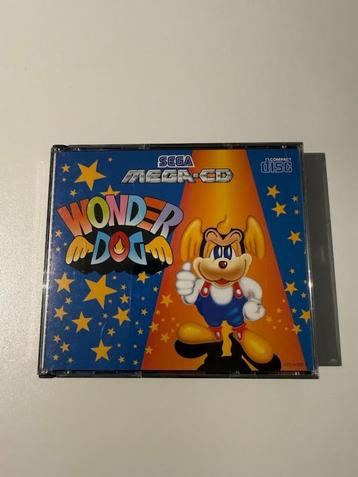 SEGA
MEGA-CD
COMPACT
disc
WONDER
DOG